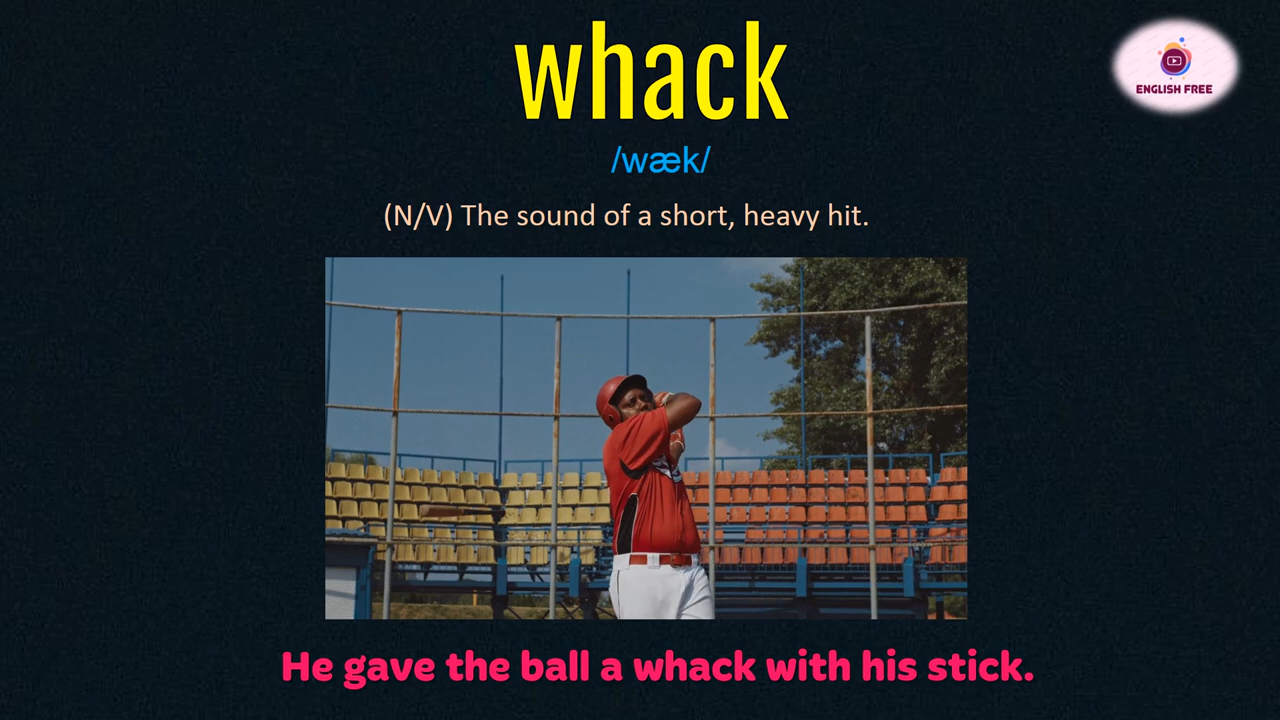 whack
ENGLISH FREE
/wæk/
(N/V) The sound of a short, heavy hit.
He gave the ball a whack with his stick.